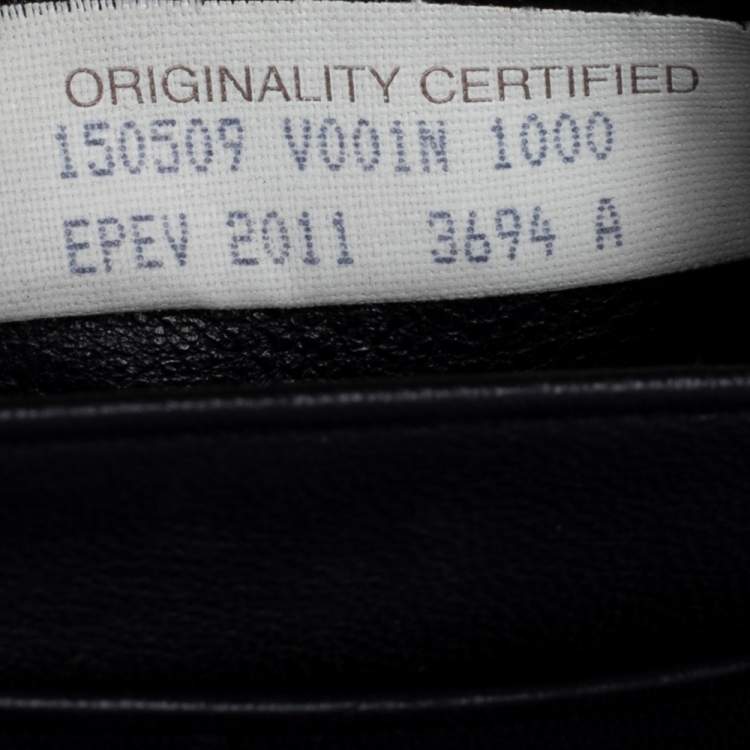 ORIGINALITY CERTIFIED
150509 V001N 1000
EPEV 2011 3694 A